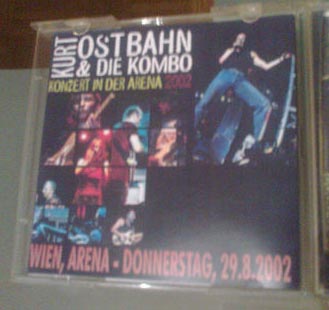 KURT
OSTBAHN
& DIE KOMBO
KONZERT IN DER ARENA 2002
WIEN, ARENA - DONNERSTAG, 29.8.2002